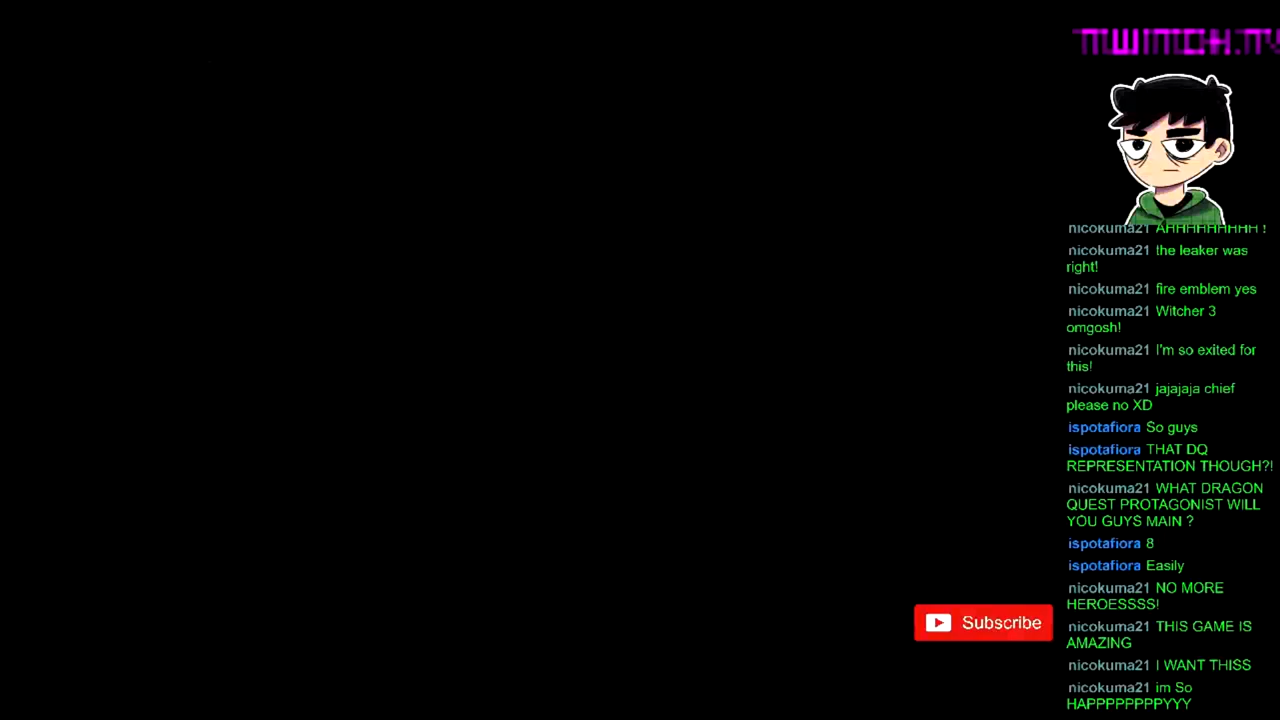 TWITCH.TV
nicokuma21 AHHHHHHHHH !
nicokuma21 the leaker was
right!
nicokuma21 fire emblem yes
nicokuma21 Witcher 3
omgosh!
nicokuma21 I'm so exited for
this!
nicokuma21 jajajaja chief
please no XD
ispotafiora So guys
ispotafiora THAT DQ
REPRESENTATION THOUGH?!
nicokuma21 WHAT DRAGON
QUEST PROTAGONIST WILL
YOU GUYS MAIN ?
ispotafiora 8
ispotafiora Easily
nicokuma21 NO MORE
HEROESSSS!
nicokuma21 THIS GAME IS
AMAZING
nicokuma21 I WANT THISS
nicokuma21 im So
HAPPPPPPPPYYY
Subscribe